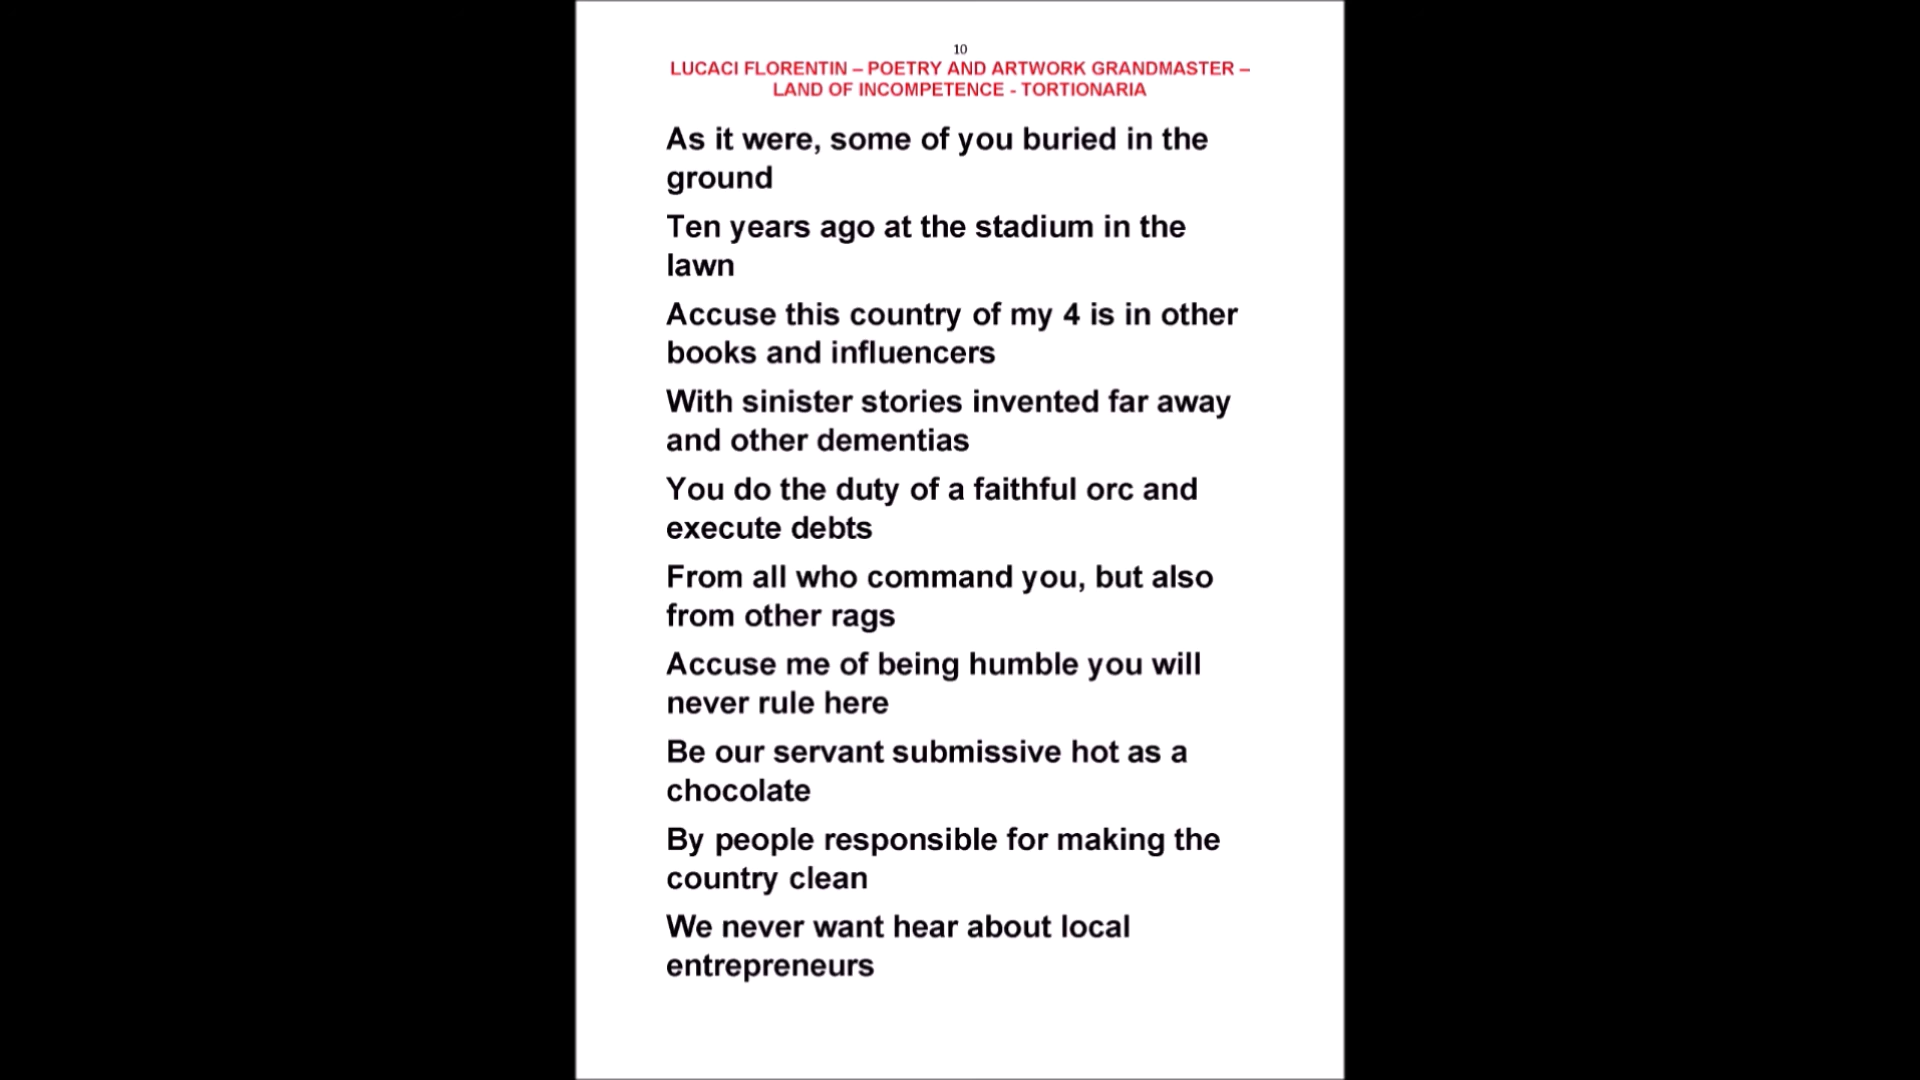 10
LUCACI FLORENTIN – POETRY AND ARTWORK GRANDMASTER –
LAND OF INCOMPETENCE - TORTIONARIA
As it were, some of you buried in the
ground
Ten years ago at the stadium in the
lawn
Accuse this country of my 4 is in other
books and influencers
With sinister stories invented far away
and other dementias
You do the duty of a faithful orc and
execute debts
From all who command you, but also
from other rags
Accuse me of being humble you will
never rule here
Be our servant submissive hot as a
chocolate
By people responsible for making the
country clean
We never want hear about local
entrepreneurs